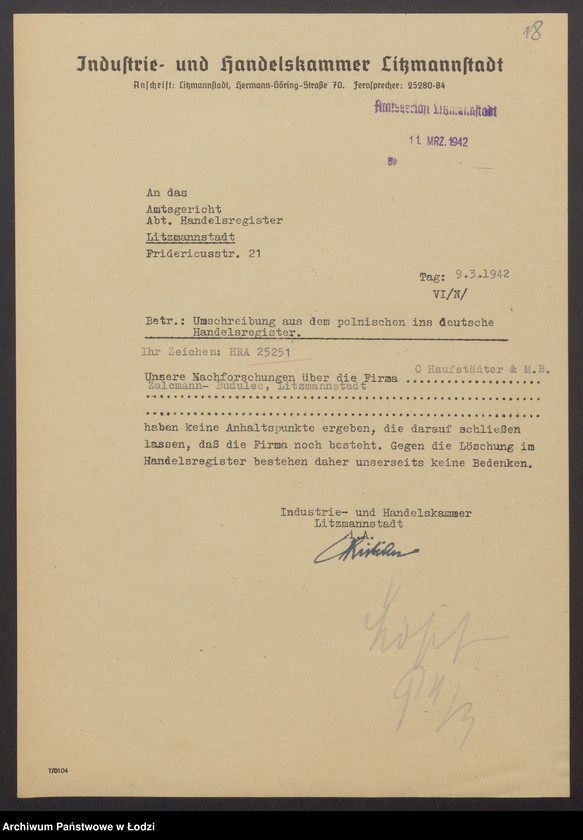 18
Industrie- und Handelskammer Litzmannstadt
Anschrift: Litzmannstadt, Hermann-Göring-Straße 70. Fernsprecher: 25280-84
Amtsgericht Litzmannstadt
11. MRZ. 1942
An das
Amtsgericht
Abt. Handelsregister
Litzmannstadt
Fridericusstr. 21
Tag: 9.3.1942
VI/N/
Betr.: Umschreibung aus dem polnischen ins deutsche
Handelsregister.
Ihr Zeichen: HRA 25251
Unsere Nachforschungen über die Firma O Haufstädter & M.B.
Zalcmann- Budulec, Litzmannstadt
haben keine Anhaltspunkte ergeben, die darauf schließen
lassen, daß die Firma noch besteht. Gegen die Löschung im
Handelsregister bestehen daher unserseits keine Bedenken.
Industrie- und Handelskammer
Litzmannstadt
i.A.
T/0104
Archiwum Państwowe w Łodzi